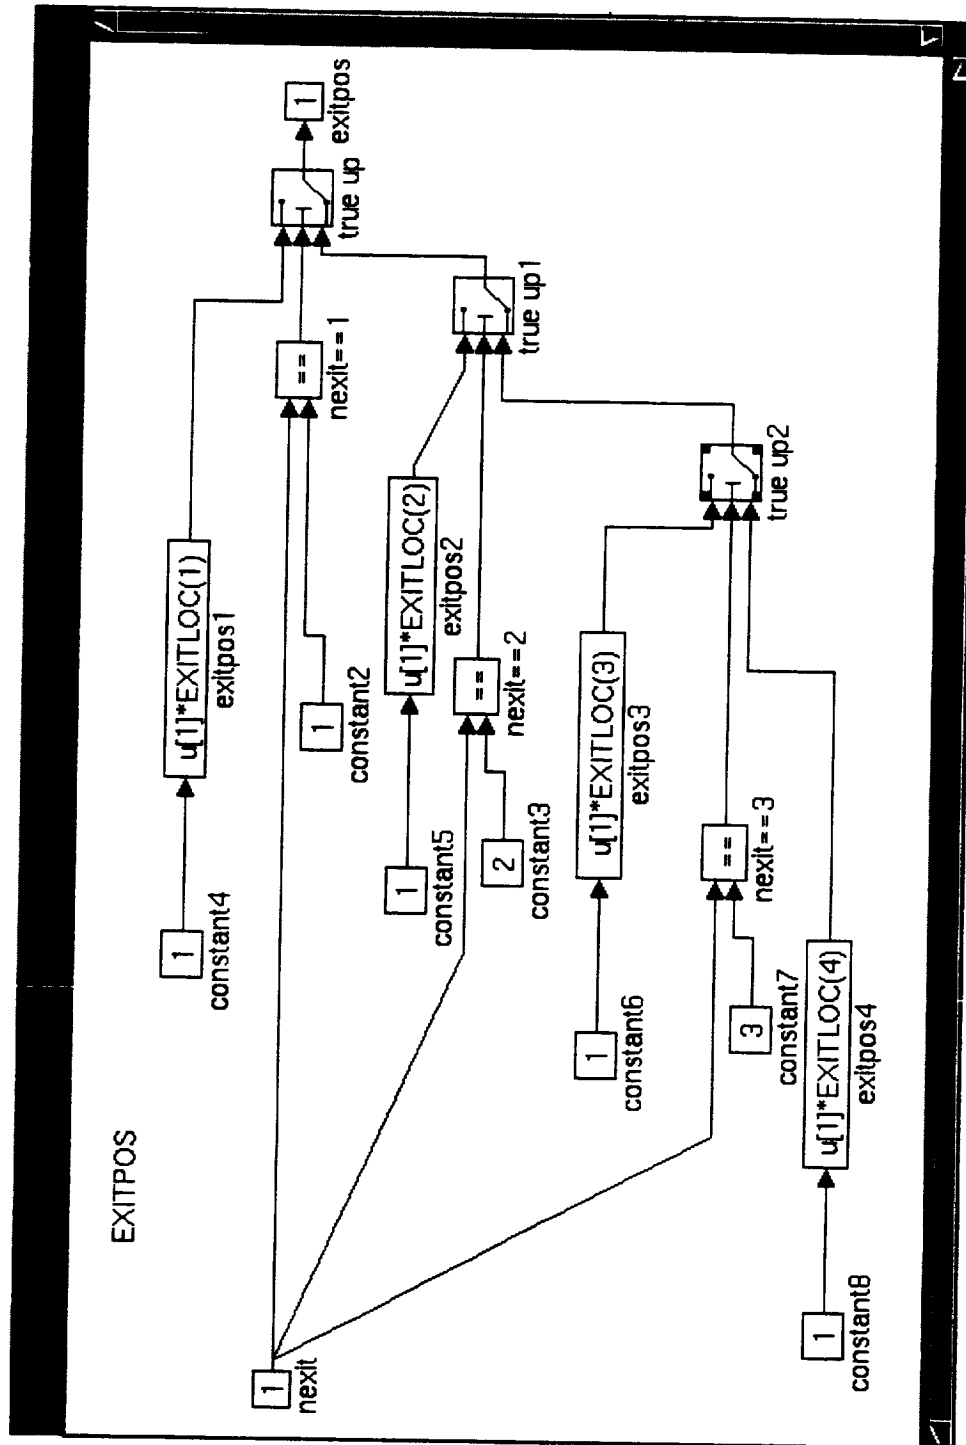 EXITPOS
1
constant4
u[1]*EXITLOC(1)
exitpos1
1
nexit
1
constant2
==
nexit==1
true up
1
exitpos
1
constant5
u[1]*EXITLOC(2)
exitpos2
2
constant3
==
nexit==2
true up1
1
constant6
u[1]*EXITLOC(3)
exitpos3
3
constant7
==
nexit==3
true up2
1
constant8
u[1]*EXITLOC(4)
exitpos4